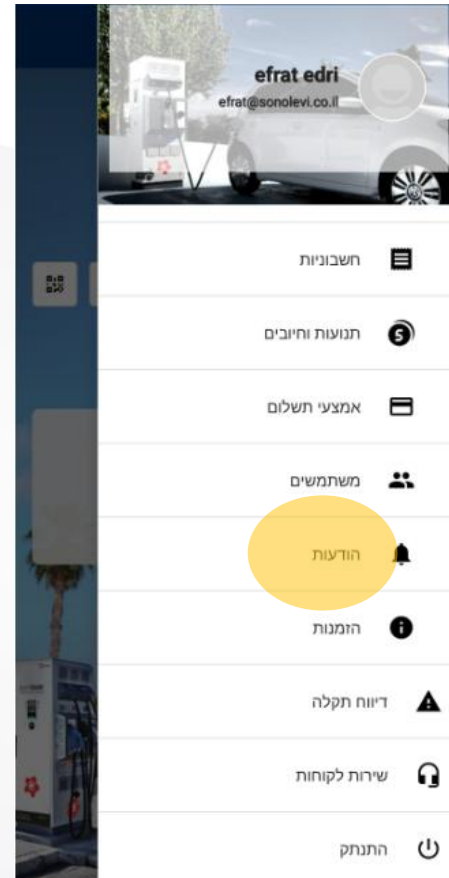 efrat edri
efrat@sonolevi.co.il
חשבוניות
תנועות וחיובים
אמצעי תשלום
משתמשים
הודעות
הזמנות
דיווח תקלה
שירות לקוחות
התנתק